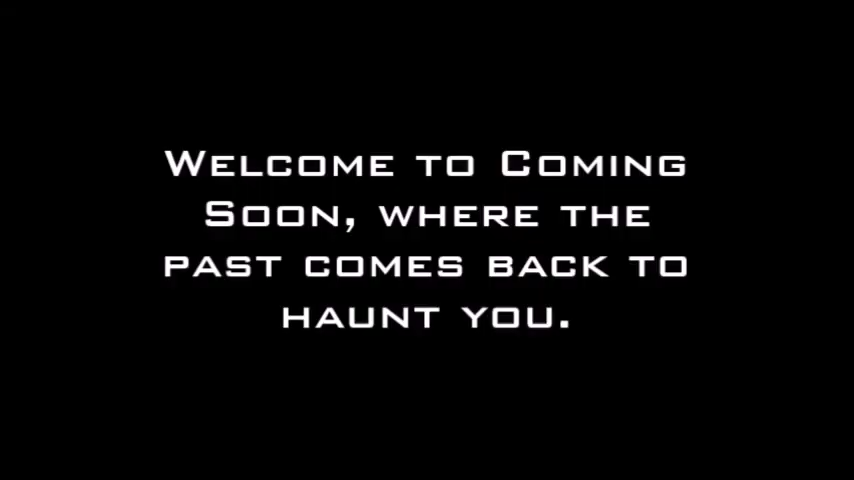 Welcome to Coming
Soon, where the
past comes back to
haunt you.